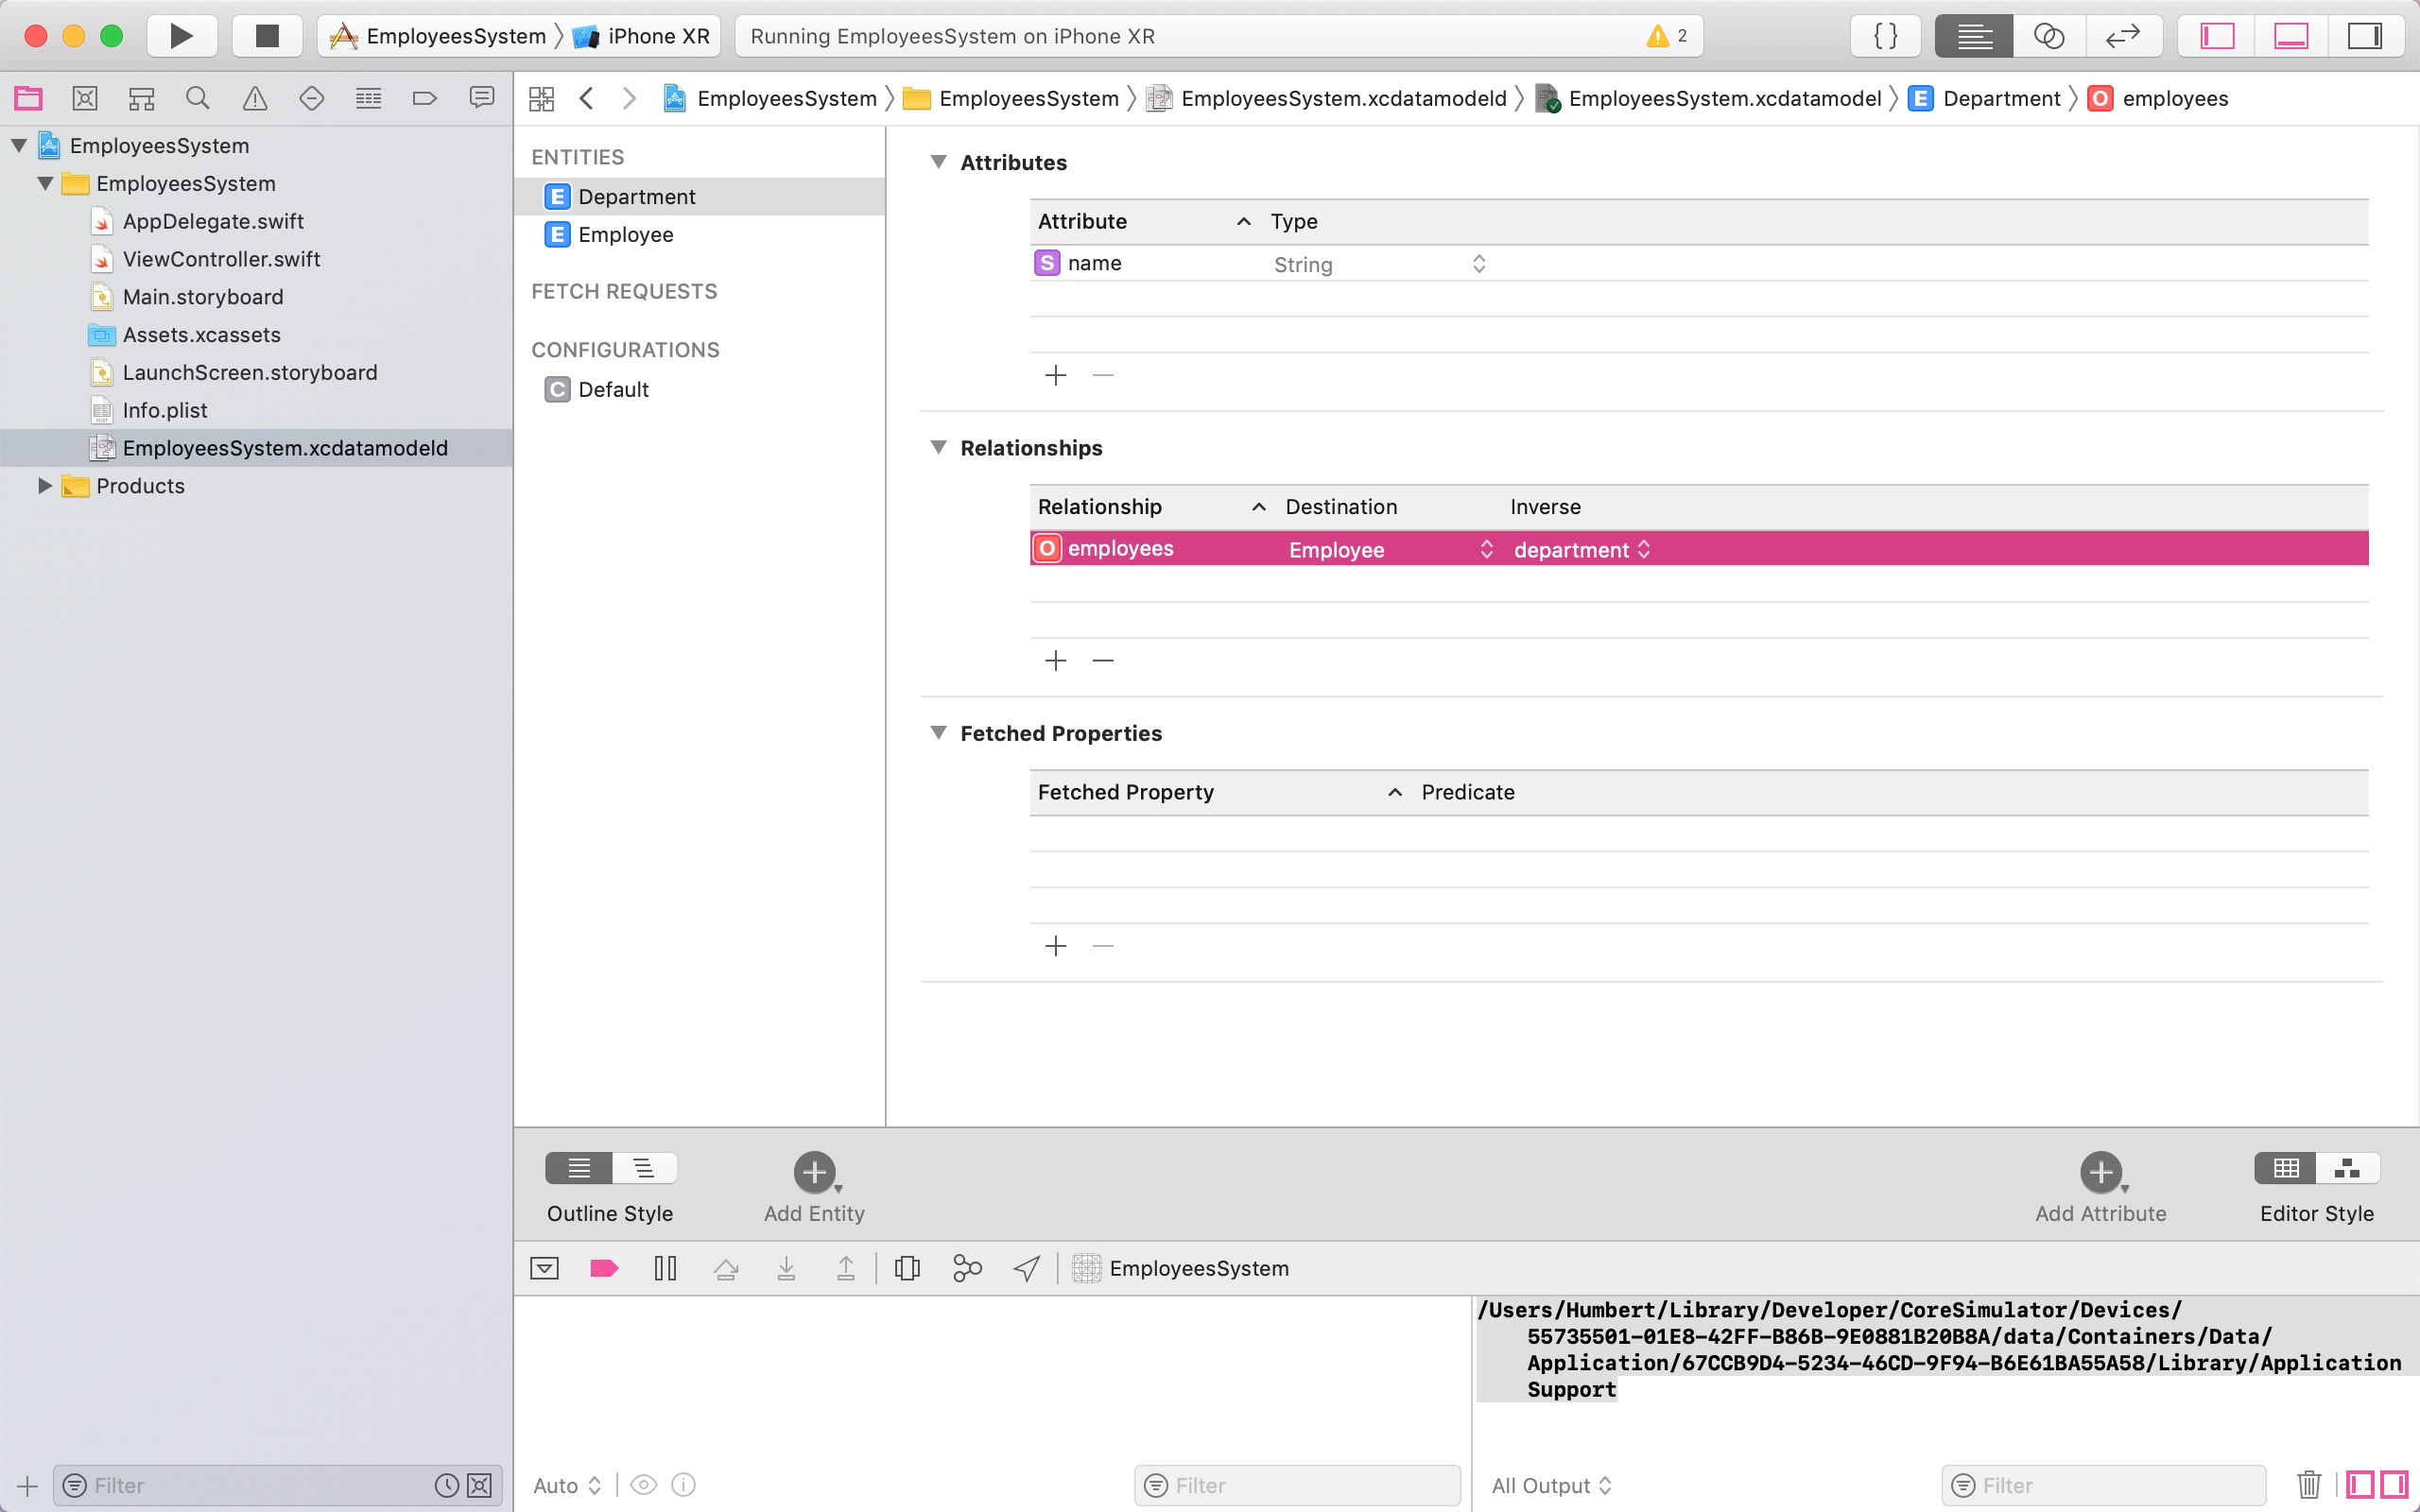 EmployeesSystem
iPhone XR
Running EmployeesSystem on iPhone XR
2
EmployeesSystem
EmployeesSystem
EmployeesSystem.xcdatamodeld
EmployeesSystem.xcdatamodel
E Department
O employees
EmployeesSystem
EmployeesSystem
AppDelegate.swift
ViewController.swift
Main.storyboard
Assets.xcassets
LaunchScreen.storyboard
Info.plist
EmployeesSystem.xcdatamodeld
Products
ENTITIES
E Department
E Employee
FETCH REQUESTS
CONFIGURATIONS
C Default
Attributes
Attribute Type
S name String
Relationships
Relationship Destination Inverse
O employees Employee department
Fetched Properties
Fetched Property Predicate
Outline Style
Add Entity
Add Attribute
Editor Style
EmployeesSystem
/Users/Humbert/Library/Developer/CoreSimulator/Devices/
55735501-01E8-42FF-B86B-9E0881B20B8A/data/Containers/Data/
Application/67CCB9D4-5234-46CD-9F94-B6E61BA55A58/Library/Application
Support
Filter
Auto
Filter
All Output
Filter